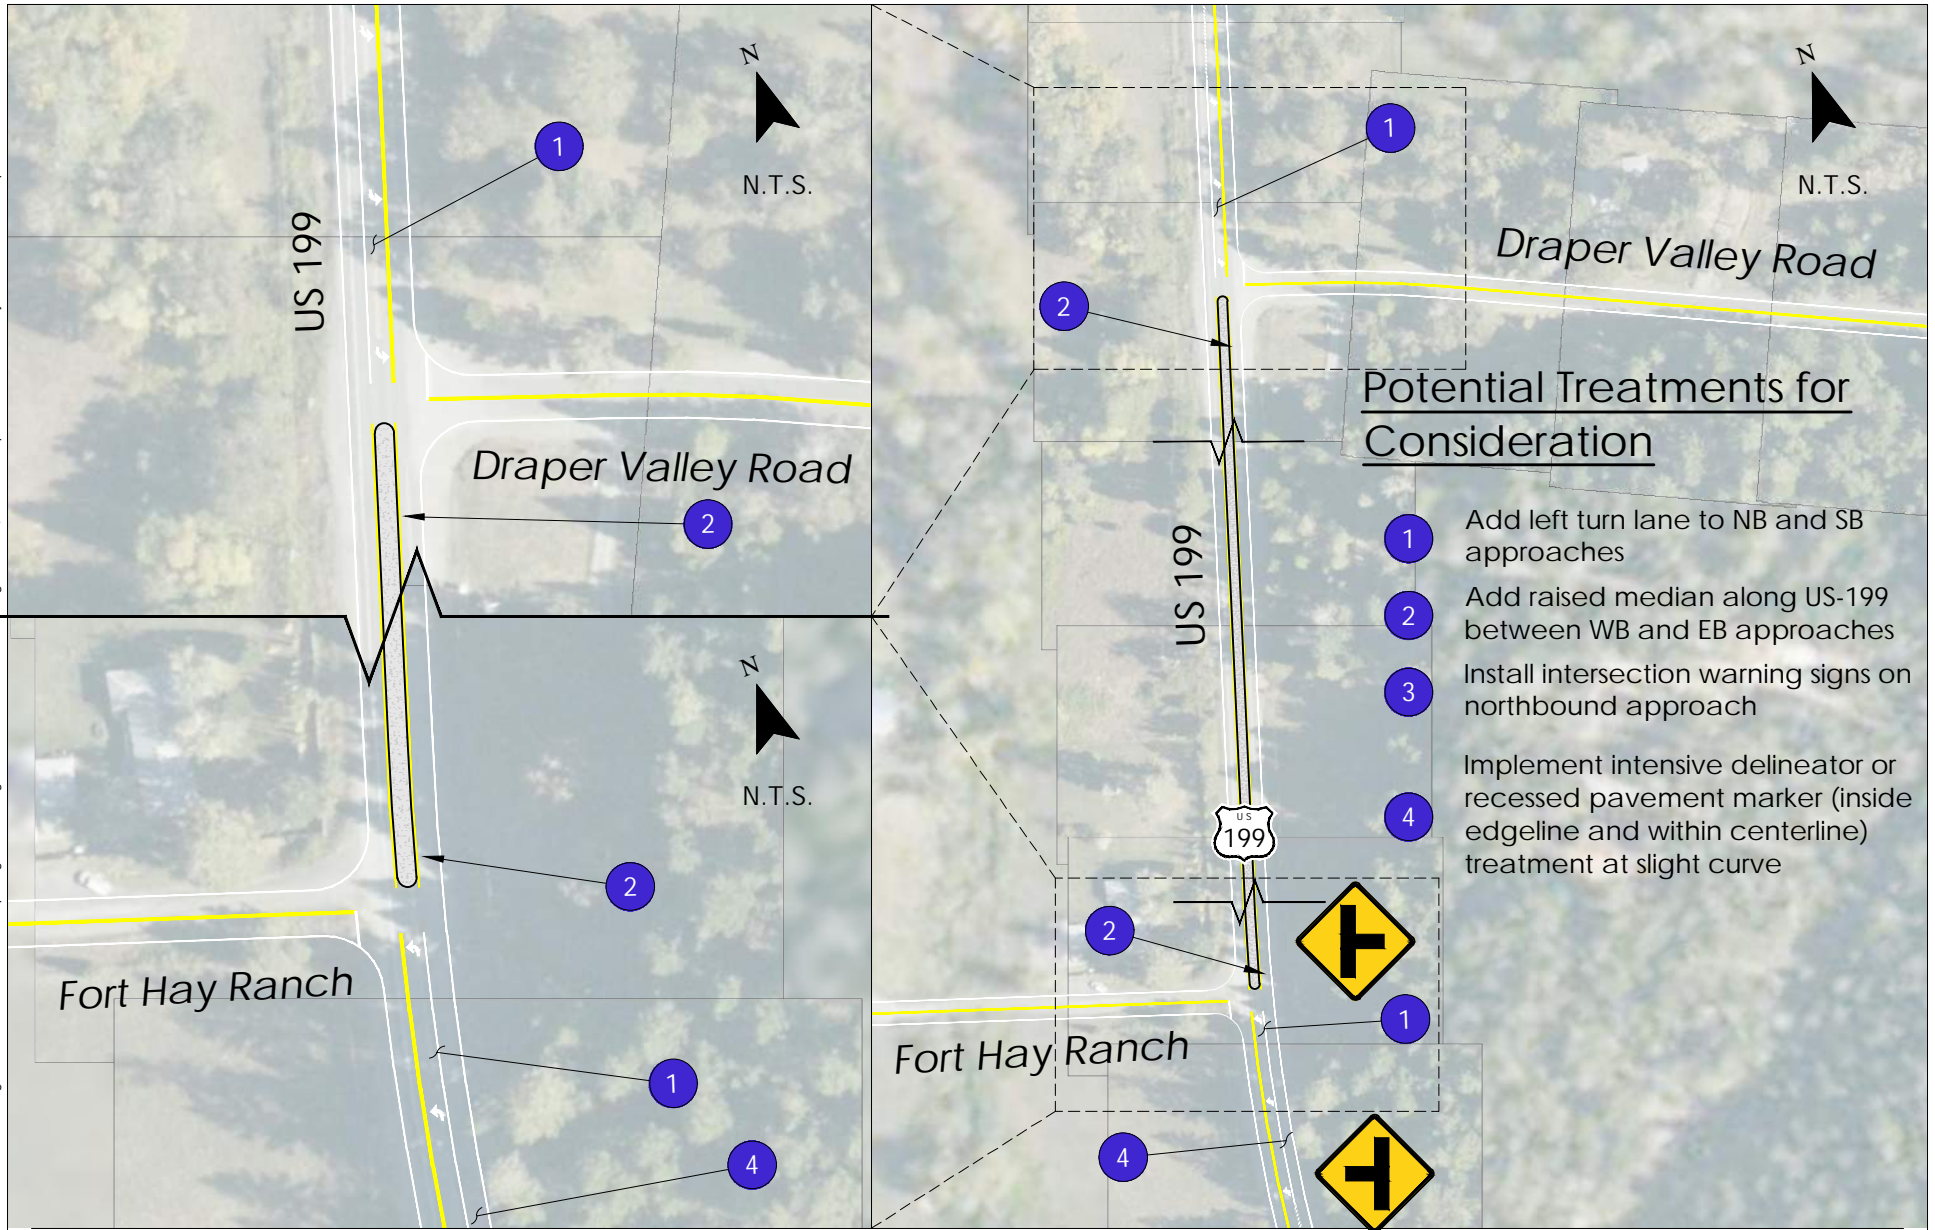 N
N.T.S.
1
US 199
Draper Valley Road
2
N
N.T.S.
2
Fort Hay Ranch
1
4
N
N.T.S.
1
Draper Valley Road
2
Potential Treatments for
Consideration
1 Add left turn lane to NB and SB
approaches
2 Add raised median along US-199
between WB and EB approaches
3 Install intersection warning signs on
northbound approach
4 Implement intensive delineator or
recessed pavement marker (inside
edgeline and within centerline)
treatment at slight curve
US 199
US
199
2
1
Fort Hay Ranch
4